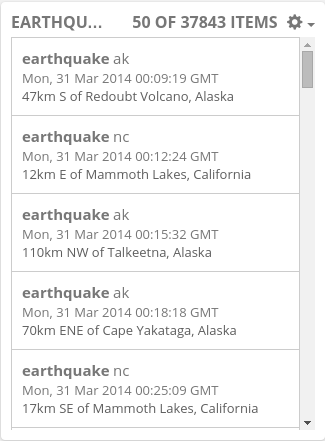 EARTHQU... 50 OF 37843 ITEMS
earthquake ak
Mon, 31 Mar 2014 00:09:19 GMT
47km S of Redoubt Volcano, Alaska
earthquake nc
Mon, 31 Mar 2014 00:12:24 GMT
12km E of Mammoth Lakes, California
earthquake ak
Mon, 31 Mar 2014 00:15:32 GMT
110km NW of Talkeetna, Alaska
earthquake ak
Mon, 31 Mar 2014 00:18:18 GMT
70km ENE of Cape Yakataga, Alaska
earthquake nc
Mon, 31 Mar 2014 00:25:09 GMT
17km SE of Mammoth Lakes, California